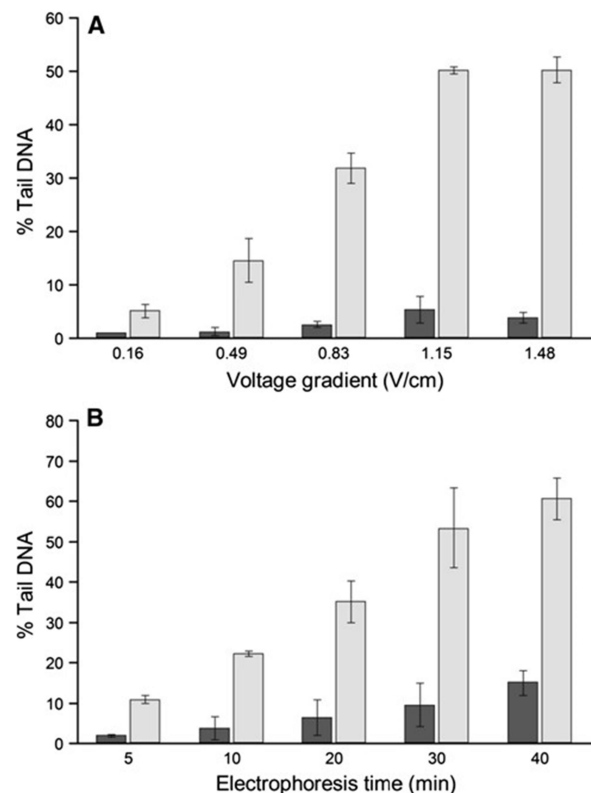 A
60
50
40
30
20
10
0
% Tail DNA
0.16 0.49 0.83 1.15 1.48
Voltage gradient (V/cm)
B
80
70
60
50
40
30
20
10
0
% Tail DNA
5 10 20 30 40
Electrophoresis time (min)